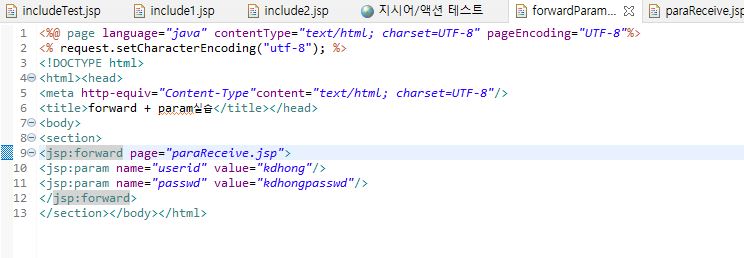 includeTest.jsp include1.jsp include2.jsp 지시어/액션 테스트 forwardParam... paraReceive.jsp
1 <%@ page language="java" contentType="text/html; charset=UTF-8" pageEncoding="UTF-8"%>
2 <% request.setCharacterEncoding("utf-8"); %>
3 <!DOCTYPE html>
4 <html><head>
5 <meta http-equiv="Content-Type"content="text/html; charset=UTF-8"/>
6 <title>forward + param실습</title></head>
7 <body>
8 <section>
9 <jsp:forward page="paraReceive.jsp">
10 <jsp:param name="userid" value="kdhong"/>
11 <jsp:param name="passwd" value="kdhongpasswd"/>
12 </jsp:forward>
13 </section></body></html>